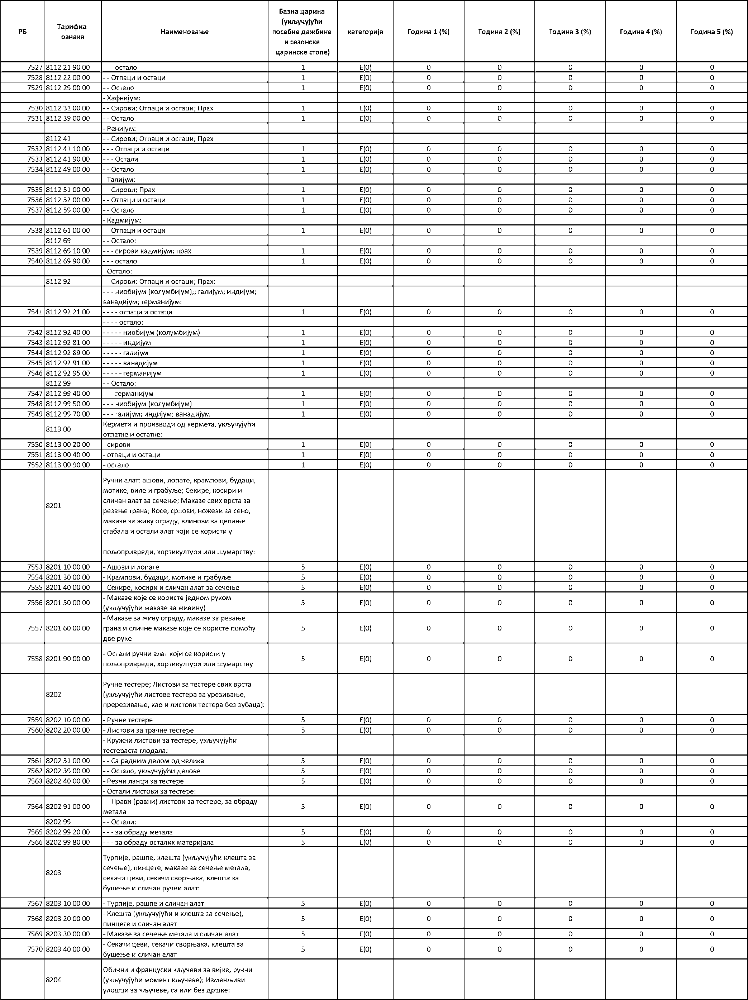 РБ Тарифна ознака Наименовање Базна царина (укључујући посебне дажбине и сезонске царинске стопе) категорија Година 1 (%) Година 2 (%) Година 3 (%) Година 4 (%) Година 5 (%)
7527 8112 21 90 00 - - - остало 1 E(0) 0 0 0 0 0
7528 8112 22 00 00 - - Отпаци и остаци 1 E(0) 0 0 0 0 0
7529 8112 29 00 00 - - Остало 1 E(0) 0 0 0 0 0
- Хафнијум:
7530 8112 31 00 00 - - Сирови; Отпаци и остаци; Прах 1 E(0) 0 0 0 0 0
7531 8112 39 00 00 - - Остало 1 E(0) 0 0 0 0 0
- Ренијум:
8112 41 - - Сирови; Отпаци и остаци; Прах
7532 8112 41 10 00 - - - Отпаци и остаци 1 E(0) 0 0 0 0 0
7533 8112 41 90 00 - - - Остали 1 E(0) 0 0 0 0 0
7534 8112 49 00 00 - - Остало 1 E(0) 0 0 0 0 0
- Талијум:
7535 8112 51 00 00 - - Сирови; Прах 1 E(0) 0 0 0 0 0
7536 8112 52 00 00 - - Отпаци и остаци 1 E(0) 0 0 0 0 0
7537 8112 59 00 00 - - Остало 1 E(0) 0 0 0 0 0
- Кадмијум:
7538 8112 61 00 00 - - Отпаци и остаци 1 E(0) 0 0 0 0 0
8112 69 - - Остало:
7539 8112 69 10 00 - - - сирови кадмијум; прах 1 E(0) 0 0 0 0 0
7540 8112 69 90 00 - - - остало 1 E(0) 0 0 0 0 0
- Остало:
8112 92 - - Сирови; Отпаци и остаци; Прах:
- - - ниобијум (колумбијум);; галијум; индијум;
ванадијум; германијум:
7541 8112 92 21 00 - - - - отпаци и остаци 1 E(0) 0 0 0 0 0
- - - - остало:
7542 8112 92 40 00 - - - - - ниобијум (колумбијум) 1 E(0) 0 0 0 0 0
7543 8112 92 81 00 - - - - - индијум 1 E(0) 0 0 0 0 0
7544 8112 92 89 00 - - - - - галијум 1 E(0) 0 0 0 0 0
7545 8112 92 91 00 - - - - - ванадијум 1 E(0) 0 0 0 0 0
7546 8112 92 95 00 - - - - - германијум 1 E(0) 0 0 0 0 0
8112 99 - - Остало:
7547 8112 99 40 00 - - - германијум 1 E(0) 0 0 0 0 0
7548 8112 99 50 00 - - - ниобијум (колумбијум) 1 E(0) 0 0 0 0 0
7549 8112 99 70 00 - - - галијум; индијум; ванадијум 1 E(0) 0 0 0 0 0
8113 00 Кермети и производи од кермета, укључујући
отпатке и остатке:
7550 8113 00 20 00 - сирови 1 E(0) 0 0 0 0 0
7551 8113 00 40 00 - отпаци и остаци 1 E(0) 0 0 0 0 0
7552 8113 00 90 00 - остало 1 E(0) 0 0 0 0 0
8201 Ручни алат: ашови, лопате, крампови, будаци,
мотике, виле и грабуље; Секире, косири и
сличан алат за сечење; Маказе свих врста за
резање грана; Косе, српови, ножеви за сено,
маказе за живу ограду, клинови за цепање
стабала и остали алат који се користи у
пољопривреди, хортикултури или шумарству:
7553 8201 10 00 00 - Ашови и лопате 5 E(0) 0 0 0 0 0
7554 8201 30 00 00 - Крампови, будаци, мотике и грабуље 5 E(0) 0 0 0 0 0
7555 8201 40 00 00 - Секире, косири и сличан алат за сечење 5 E(0) 0 0 0 0 0
7556 8201 50 00 00 - Маказе које се користе једном руком
(укључујући маказе за живину) 5 E(0) 0 0 0 0 0
7557 8201 60 00 00 - Маказе за живу ограду, маказе за резање
грана и сличне маказе које се користе помоћу
две руке 5 E(0) 0 0 0 0 0
7558 8201 90 00 00 - Остали ручни алат који се користи у
пољопривреди, хортикултури или шумарству 5 E(0) 0 0 0 0 0
8202 Ручне тестере; Листови за тестере свих врста
(укључујући листове тестера за урезивање,
пререзивање, као и листови тестера без зубаца):
7559 8202 10 00 00 - Ручне тестере 5 E(0) 0 0 0 0 0
7560 8202 20 00 00 - Листови за трачне тестере 5 E(0) 0 0 0 0 0
- Кружни листови за тестере, укључујући
тестераста глодала:
7561 8202 31 00 00 - - Са радним делом од челика 5 E(0) 0 0 0 0 0
7562 8202 39 00 00 - - Остало, укључујући делове 5 E(0) 0 0 0 0 0
7563 8202 40 00 00 - Резни ланци за тестере 5 E(0) 0 0 0 0 0
- Остали листови за тестере:
7564 8202 91 00 00 - - Прави (равни) листови за тестере, за обраду
метала 5 E(0) 0 0 0 0 0
8202 99 - - Остали:
7565 8202 99 20 00 - - - за обраду метала 5 E(0) 0 0 0 0 0
7566 8202 99 80 00 - - - за обраду осталих материјала 5 E(0) 0 0 0 0 0
8203 Турпије, рашпе, клешта (укључујући клешта за
сечење), пинцете, маказе за сечење метала,
секачи цеви, секачи сворњака, клешта за
бушење и сличан ручни алат:
7567 8203 10 00 00 - Турпије, рашпе и сличан алат 5 E(0) 0 0 0 0 0
7568 8203 20 00 00 - Клешта (укључујући и клешта за сечење),
пинцете и сличан алат 5 E(0) 0 0 0 0 0
7569 8203 30 00 00 - Маказе за сечење метала и сличан алат 5 E(0) 0 0 0 0 0
7570 8203 40 00 00 - Секачи цеви, секачи сворњака, клешта за
бушење и сличан алат 5 E(0) 0 0 0 0 0
8204 Обични и француски кључеви за вијке, ручни
(укључујући момент кључеве); Изменљиви
улошци за кључеве, са или без дршке: